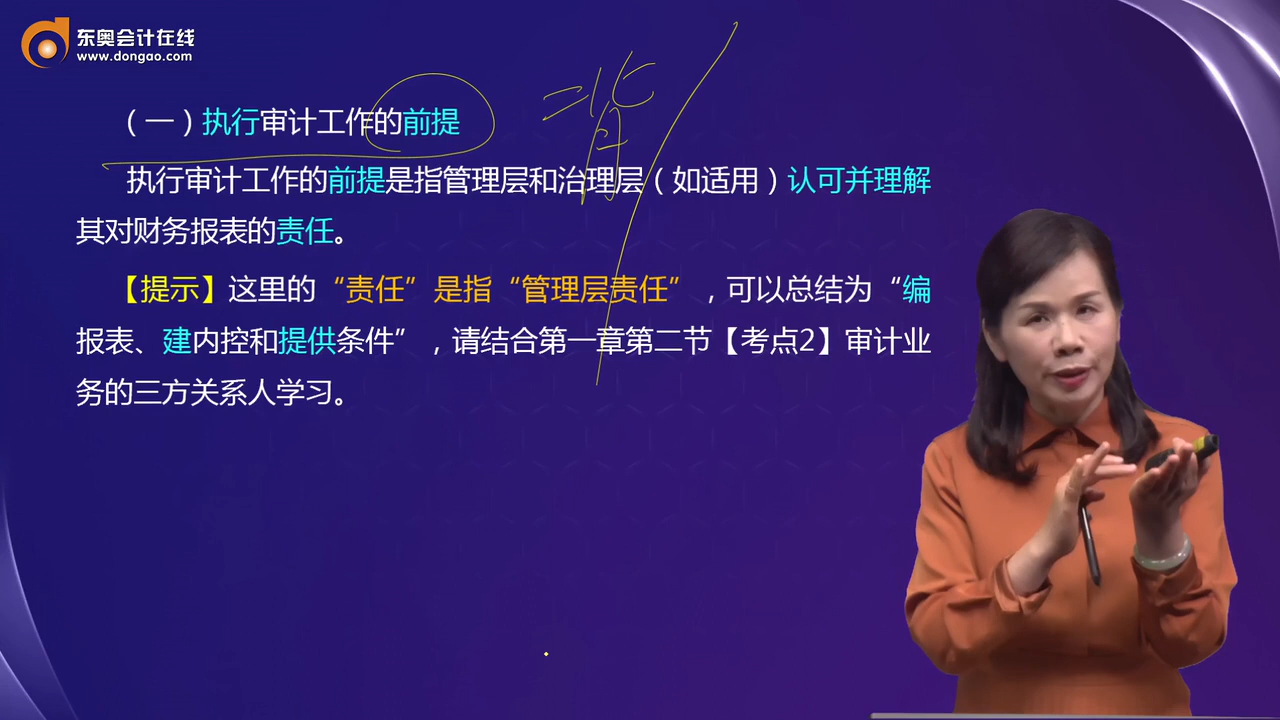 东奥会计在线
www.dongao.com
（一）执行审计工作的前提
背
执行审计工作的前提是指管理层和治理层（如适用）认可并理解
其对财务报表的责任。
【提示】这里的“责任”是指“管理层责任”，可以总结为“编
报表、建内控和提供条件”，请结合第一章第二节【考点2】审计业
务的三方关系人学习。